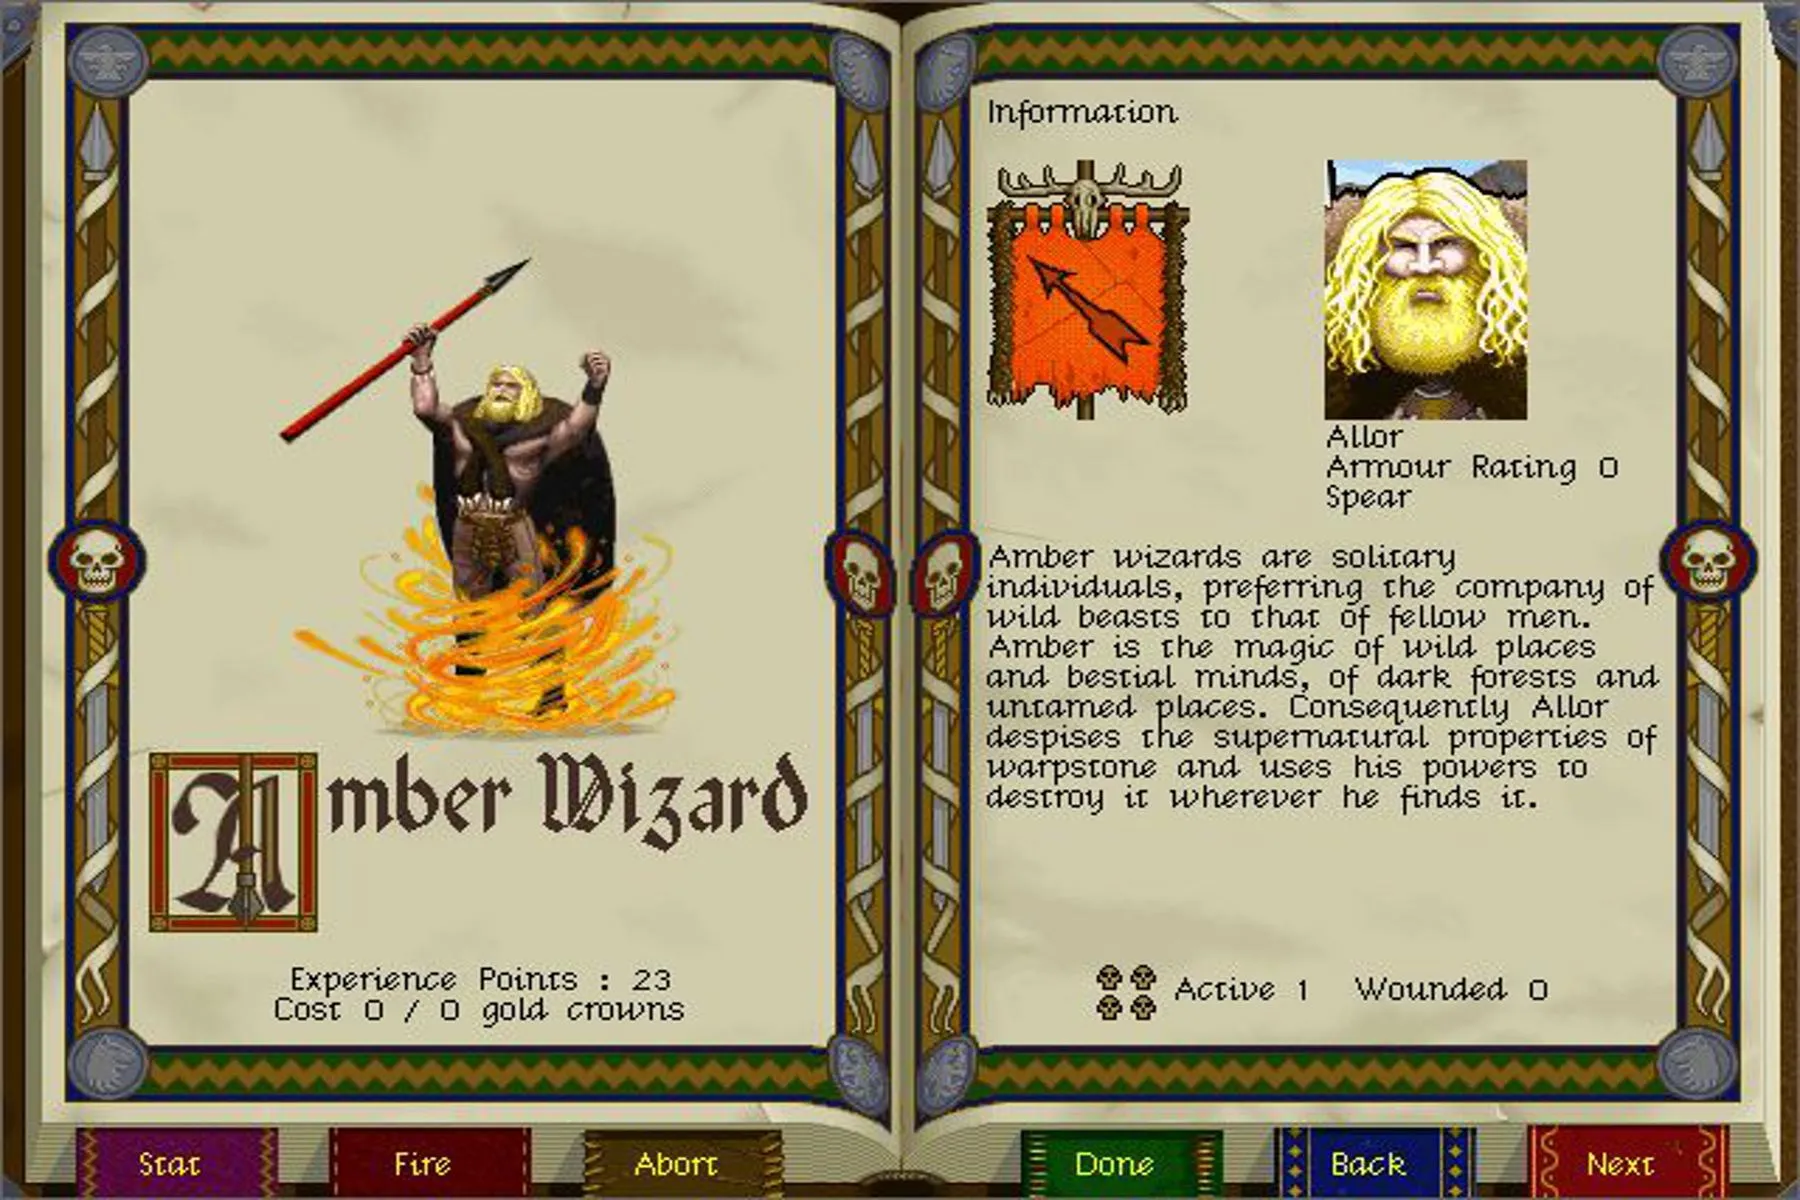 Amber Wizard
Experience Points : 23
Cost 0 / 0 gold crowns
Information
Allor
Armour Rating 0
Spear
Amber wizards are solitary
individuals, preferring the company of
wild beasts to that of fellow men.
Amber is the magic of wild places
and bestial minds, of dark forests and
untamed places. Consequently Allor
despises the supernatural properties of
warpstone and uses his powers to
destroy it wherever he finds it.
Active 1 Wounded 0
Stat Fire Abort Done Back Next